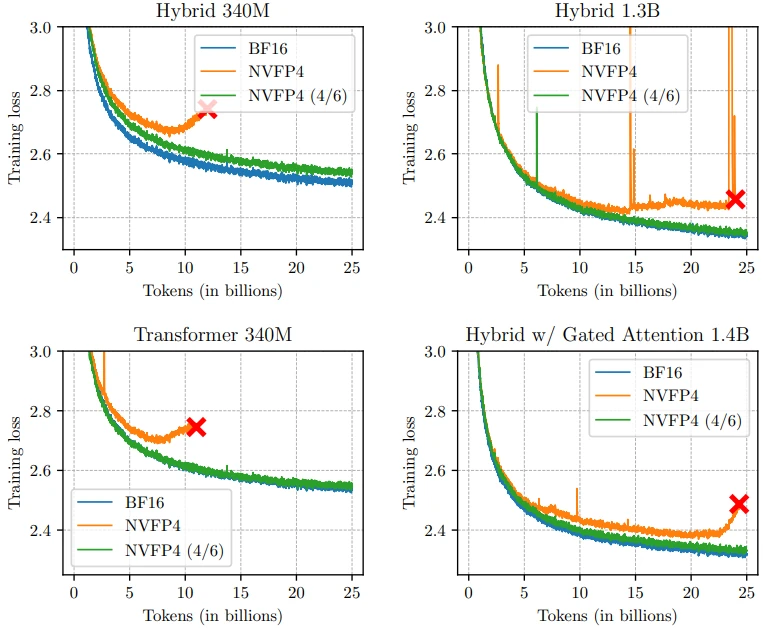 Hybrid 340M
3.0
2.8
2.6
2.4
Training loss
0 5 10 15 20 25
Tokens (in billions)
BF16
NVFP4
NVFP4 (4/6)
Hybrid 1.3B
3.0
2.8
2.6
2.4
Training loss
0 5 10 15 20 25
Tokens (in billions)
BF16
NVFP4
NVFP4 (4/6)
Transformer 340M
3.0
2.8
2.6
2.4
Training loss
0 5 10 15 20 25
Tokens (in billions)
BF16
NVFP4
NVFP4 (4/6)
Hybrid w/ Gated Attention 1.4B
3.0
2.8
2.6
2.4
Training loss
0 5 10 15 20 25
Tokens (in billions)
BF16
NVFP4
NVFP4 (4/6)